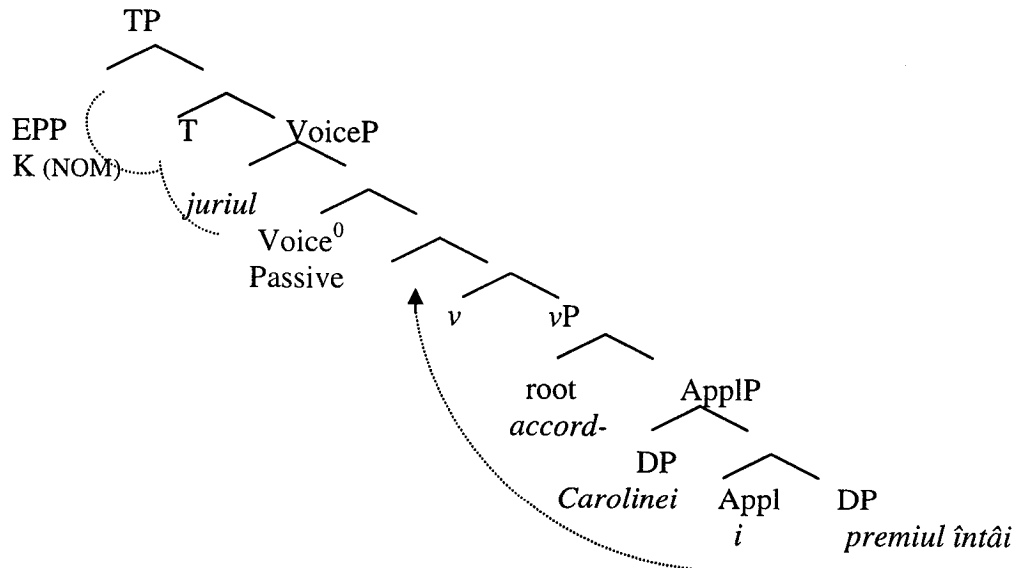 TP
EPP T VoiceP
K (NOM)
juriul
Voice⁰
Passive
v vP
root ApplP
accord-
DP
Carolinei Appl DP
i premiul întâi